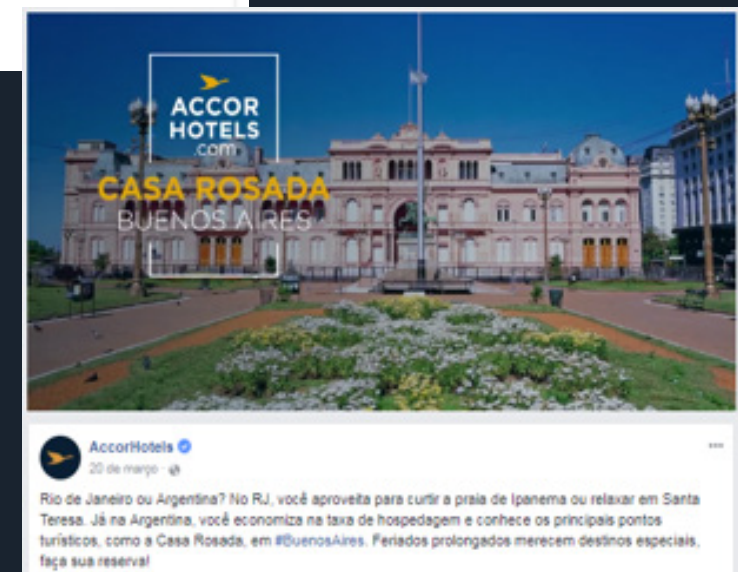 ACCOR
HOTELS
.com
CASA ROSADA
BUENOS AIRES
AccorHotels
20 de março
Rio de Janeiro ou Argentina? No RJ, você aproveita para curtir a praia de Ipanema ou relaxar em Santa
Teresa. Já na Argentina, você economiza na taxa de hospedagem e conhece os principais pontos
turísticos, como a Casa Rosada, em #BuenosAires. Feriados prolongados merecem destinos especiais,
faça sua reserva!